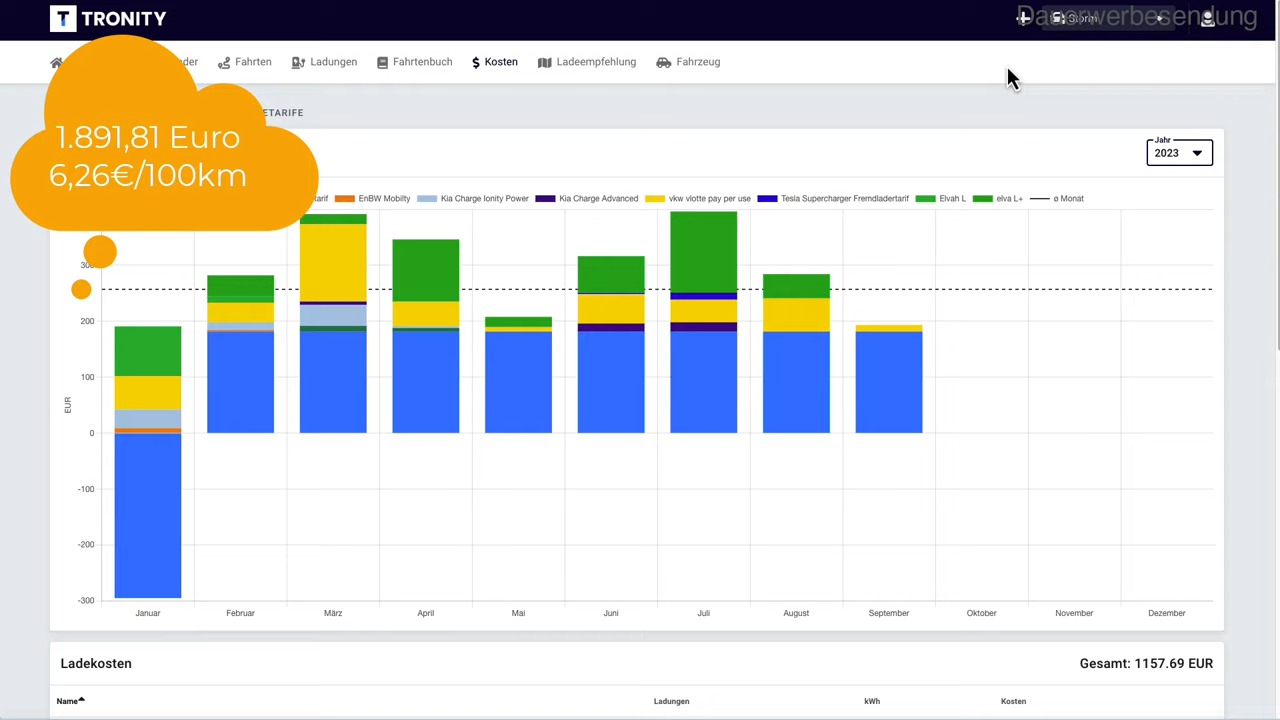 TRONITY
Dauerwerbesendung
Storm
Fahrten
Ladungen
Fahrtenbuch
Kosten
Ladeempfehlung
Fahrzeug
ETARIFE
1.891,81 Euro
6,26€/100km
Jahr
2023
EnBW Mobilty
Kia Charge Ionity Power
Kia Charge Advanced
vkw vlotte pay per use
Tesla Supercharger Fremdladertarif
Elvah L
elva L+
ø Monat
EUR
200
100
0
-100
-200
-300
Januar
Februar
März
April
Mai
Juni
Juli
August
September
Oktober
November
Dezember
Ladekosten
Gesamt: 1157.69 EUR
Name
Ladungen
kWh
Kosten